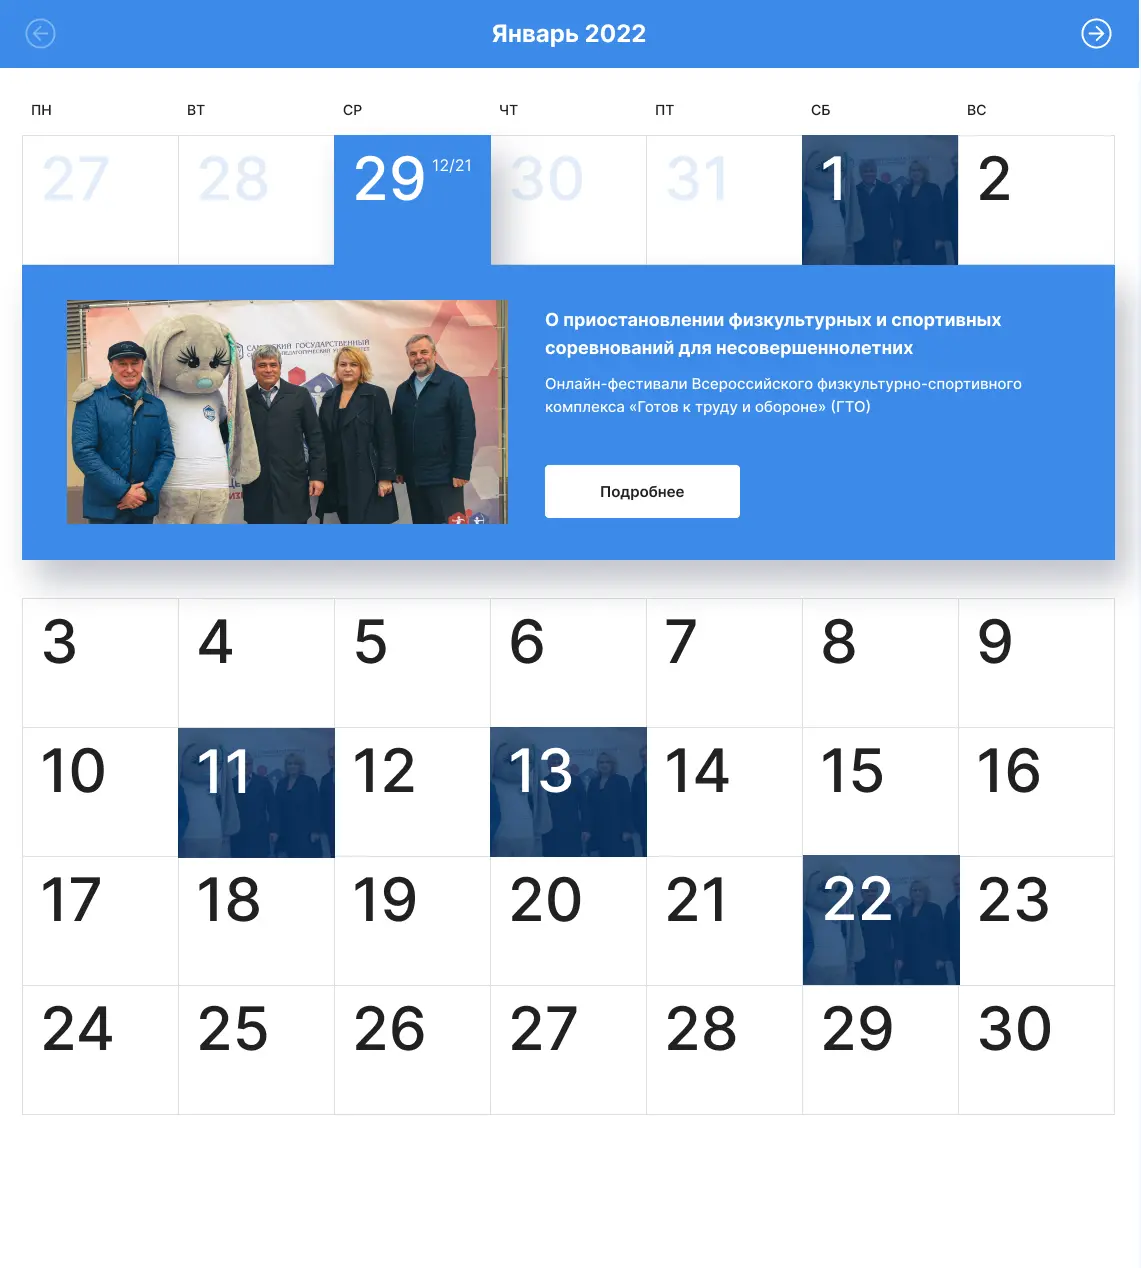 Январь 2022
ПН ВТ СР ЧТ ПТ СБ ВС
27 28 29 12/21 30 31 1 2
О приостановлении физкультурных и спортивных
соревнований для несовершеннолетних
Онлайн-фестивали Всероссийского физкультурно-спортивного
комплекса «Готов к труду и обороне» (ГТО)
Подробнее
3 4 5 6 7 8 9
10 11 12 13 14 15 16
17 18 19 20 21 22 23
24 25 26 27 28 29 30